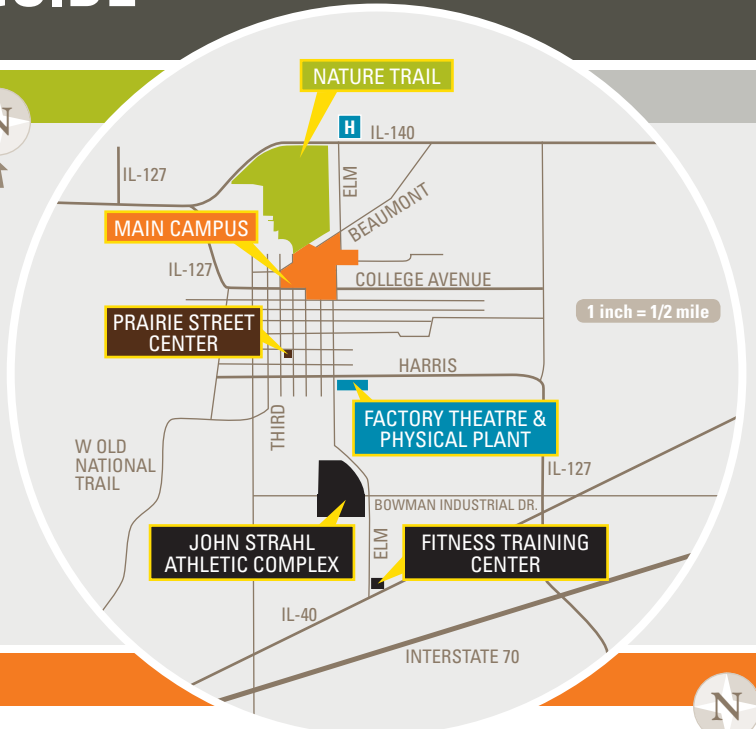 NATURE TRAIL
N
H
IL-140
IL-127
ELM
BEAUMONT
MAIN CAMPUS
IL-127
COLLEGE AVENUE
1 inch = 1/2 mile
PRAIRIE STREET
CENTER
HARRIS
FACTORY THEATRE &
PHYSICAL PLANT
THIRD
W OLD
NATIONAL
TRAIL
IL-127
BOWMAN INDUSTRIAL DR.
JOHN STRAHL
ATHLETIC COMPLEX
ELM
FITNESS TRAINING
CENTER
IL-40
INTERSTATE 70
N